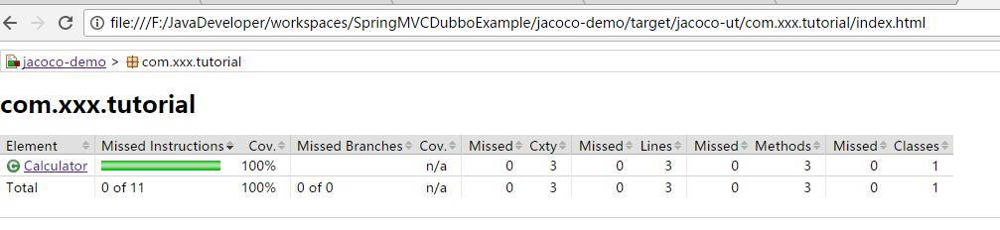 file:///F:/JavaDeveloper/workspaces/SpringMVCDubboExample/jacoco-demo/target/jacoco-ut/com.xxx.tutorial/index.html
jacoco-demo > com.xxx.tutorial
com.xxx.tutorial
Element Missed Instructions Cov. Missed Branches Cov. Missed Cxty Missed Lines Missed Methods Missed Classes
C Calculator 100% n/a 0 3 0 3 0 3 0 1
Total 0 of 11 100% 0 of 0 n/a 0 3 0 3 0 3 0 1